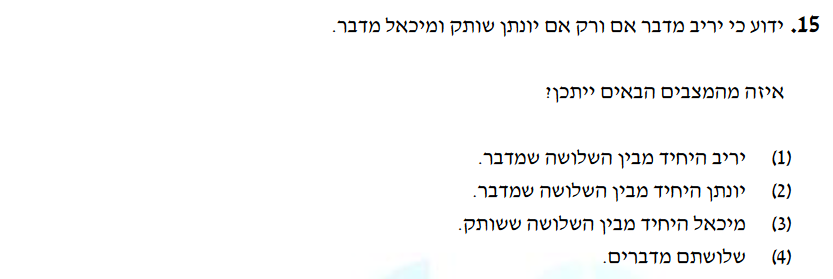 15. ידוע כי יריב מדבר אם ורק אם יונתן שותק ומיכאל מדבר.
איזה מהמצבים הבאים ייתכן?
(1) יריב היחיד מבין השלושה שמדבר.
(2) יונתן היחיד מבין השלושה שמדבר.
(3) מיכאל היחיד מבין השלושה ששותק.
(4) שלושתם מדברים.